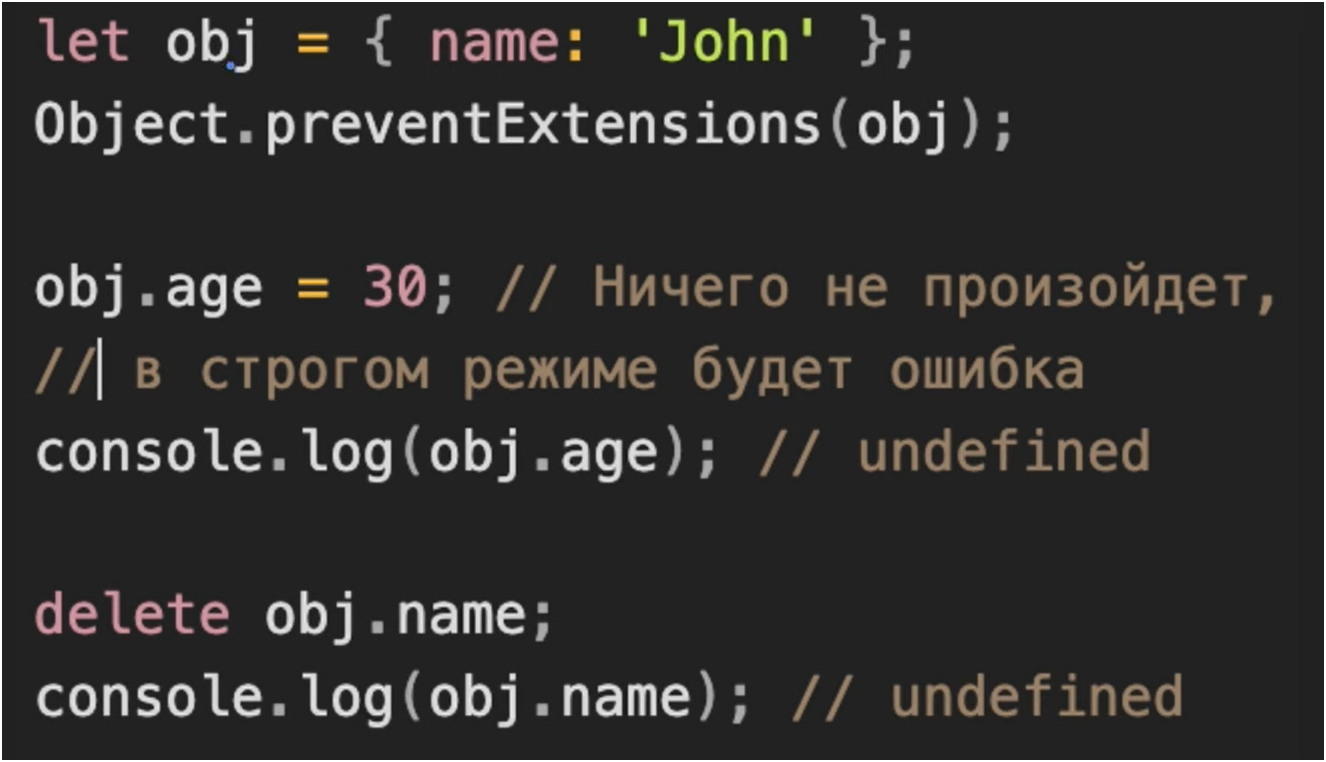 let obj = { name: 'John' };
Object.preventExtensions(obj);
obj.age = 30; // Ничего не произойдет,
// в строгом режиме будет ошибка
console.log(obj.age); // undefined
delete obj.name;
console.log(obj.name); // undefined